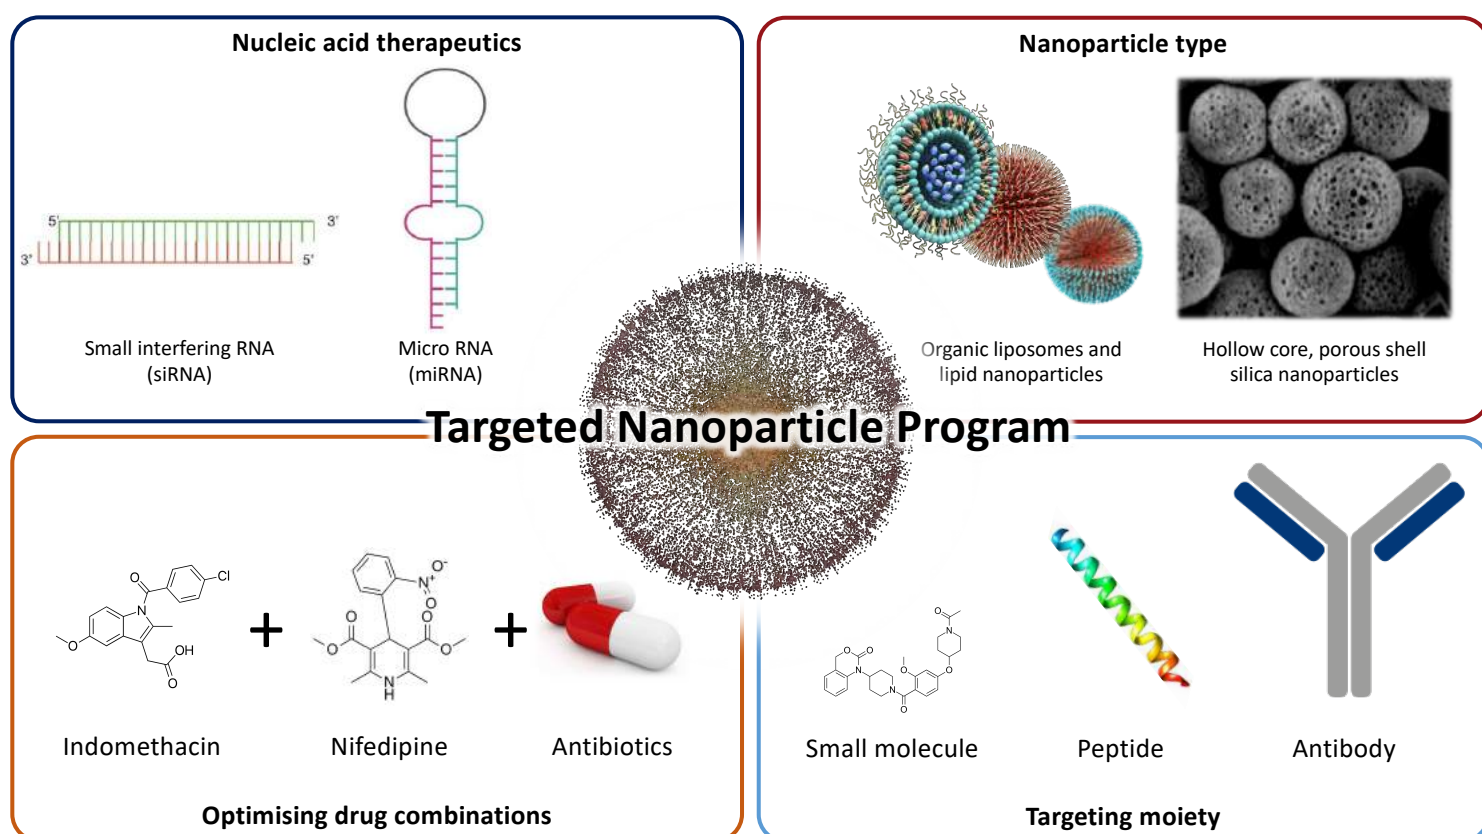 Nucleic acid therapeutics
5'
3'
3'
5'
Small interfering RNA
(siRNA)
Micro RNA
(miRNA)
Nanoparticle type
Organic liposomes and
lipid nanoparticles
Hollow core, porous shell
silica nanoparticles
Targeted Nanoparticle Program
O
Cl
N
O
OH
O
+
N+
O-
O
O
O
O
O
N
H
+
Indomethacin
Nifedipine
Antibiotics
Optimising drug combinations
O
N
O
O
N
O
O
N
O
Small molecule
Peptide
Antibody
Targeting moiety